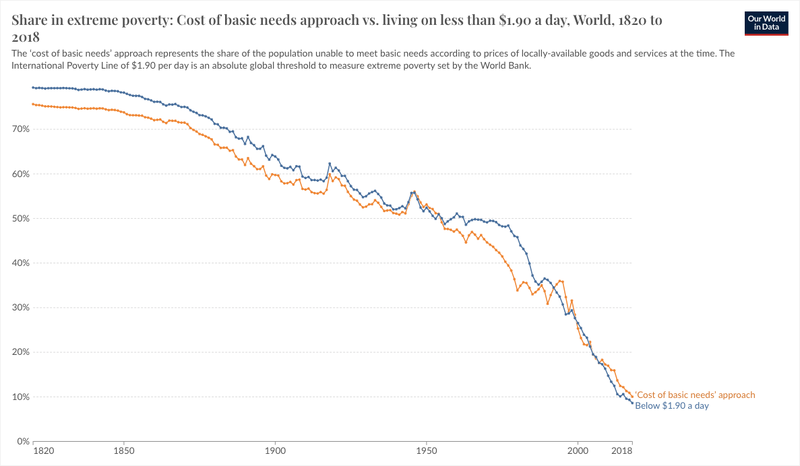 Share in extreme poverty: Cost of basic needs approach vs. living on less than $1.90 a day, World, 1820 to
2018
Our World
in Data
The 'cost of basic needs' approach represents the share of the population unable to meet basic needs according to prices of locally-available goods and services at the time. The
International Poverty Line of $1.90 per day is an absolute global threshold to measure extreme poverty set by the World Bank.
70%
60%
50%
40%
30%
20%
10%
0%
'Cost of basic needs' approach
Below $1.90 a day
1820
1850
1900
1950
2000
2018